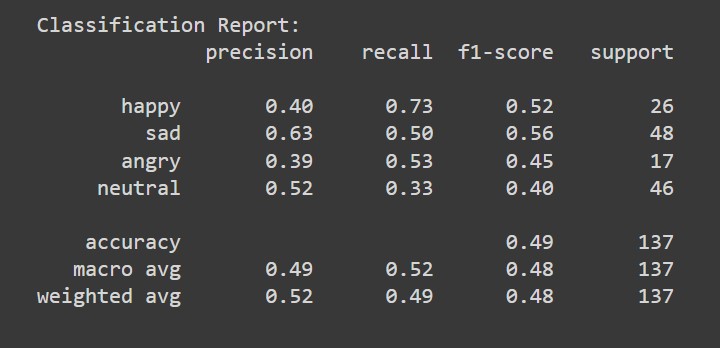 Classification Report:
precision recall f1-score support
happy 0.40 0.73 0.52 26
sad 0.63 0.50 0.56 48
angry 0.39 0.53 0.45 17
neutral 0.52 0.33 0.40 46
accuracy 0.49 137
macro avg 0.49 0.52 0.48 137
weighted avg 0.52 0.49 0.48 137